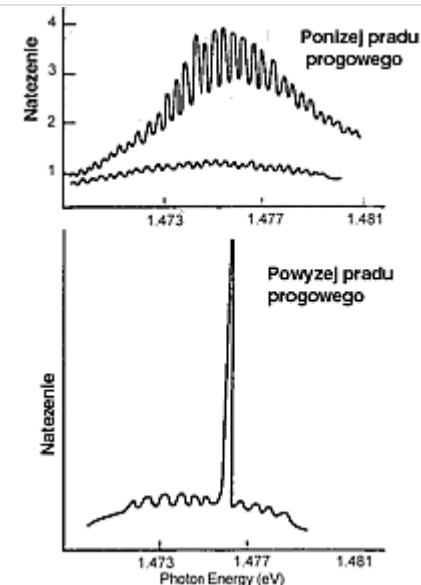 4
Ponizej pradu
progowego
3
Natezenie
2
1
1.473 1.477 1.481
Powyzej pradu
progowego
Natezenie
1.473 1.477 1.481
Photon Energy (eV)